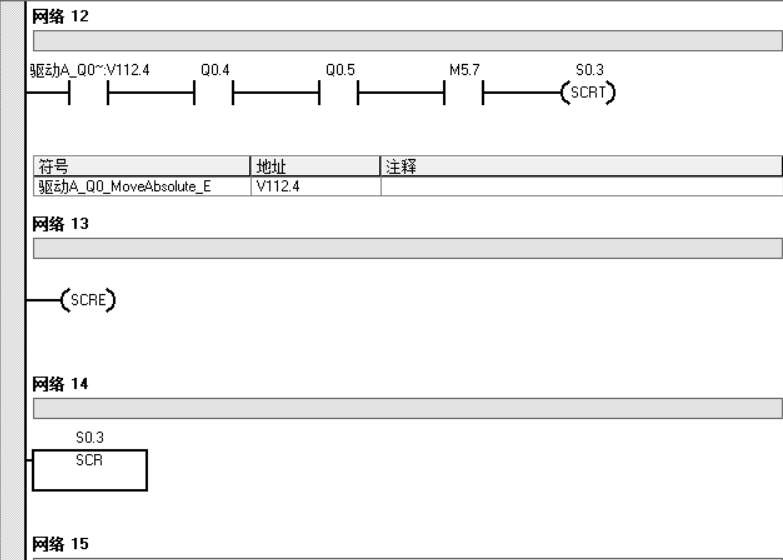 网络 12
驱动A_Q0~:V112.4 Q0.4 Q0.5 M5.7 S0.3
SCRT
符号 地址 注释
驱动A_Q0_MoveAbsolute_E V112.4
网络 13
SCRE
网络 14
S0.3
SCR
网络 15